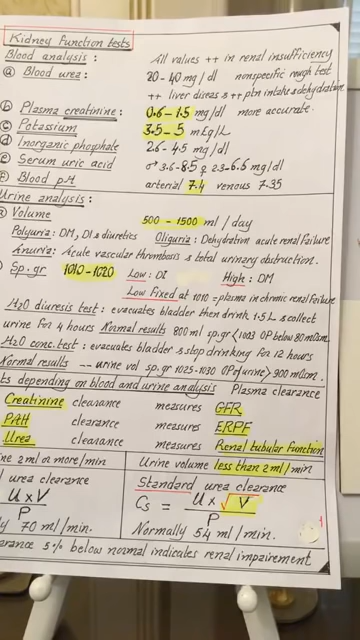 Kidney function tests
Blood analysis: All values ++ in renal insufficiency
ⓐ Blood urea: 20-40 mg/dl nonspecific rough test
++ liver diseas & ++ ptn intake & dehydration
ⓑ Plasma creatinine: 0.6-1.5 mg/dl more accurate.
ⓒ Potassium 3.5-5 mEq/L
ⓓ Inorganic phosphate 2.6-4.5 mg/dl
ⓔ Serum uric acid ♂ 3.6-8.5 ♀ 2.3-6.6 mg/dl
ⓕ Blood pH arterial 7.4 venous 7.35
Urine analysis:
Volume 500-1500 ml/day
Polyuria: DM, DI & diuretics Oliguria: Dehydration acute renal failure
Anuria: Acute vascular thrombosis & total urinary obstruction.
Sp.gr 1010-1020 Low: DI High: DM
Low Fixed at 1010 = plasma in chronic renal failure
H2O diuresis test: evacuates bladder then drink 1.5 L & collect
urine for 4 hours Normal results 800 ml sp.gr <1003 OP below 80 mosm
H2O conc. test: evacuates bladder & stop drinking for 12 hours
Normal results -- urine vol sp.gr 1025-1030 OP of urine > 900 mosm.
ts depending on blood and urine analysis Plasma clearance
Creatinine clearance measures GFR
PAH clearance measures ERPF
Urea clearance measures Renal tubular function
ine 2 ml or more/min Urine volume less than 2 ml/min
urea clearance Standard urea clearance
U x V / P Cs = U x √V / P
ly 70 ml/min. Normally 54 ml/min.
arance 5% below normal indicates renal impairement